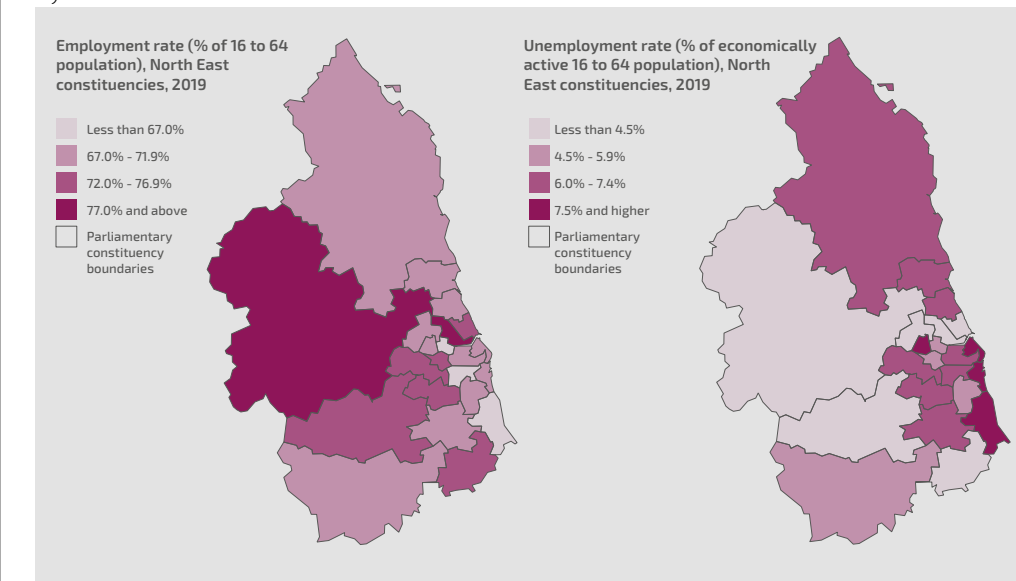 Employment rate (% of 16 to 64
population), North East
constituencies, 2019
Less than 67.0%
67.0% - 71.9%
72.0% - 76.9%
77.0% and above
Parliamentary
constituency
boundaries
Unemployment rate (% of economically
active 16 to 64 population), North
East constituencies, 2019
Less than 4.5%
4.5% - 5.9%
6.0% - 7.4%
7.5% and higher
Parliamentary
constituency
boundaries